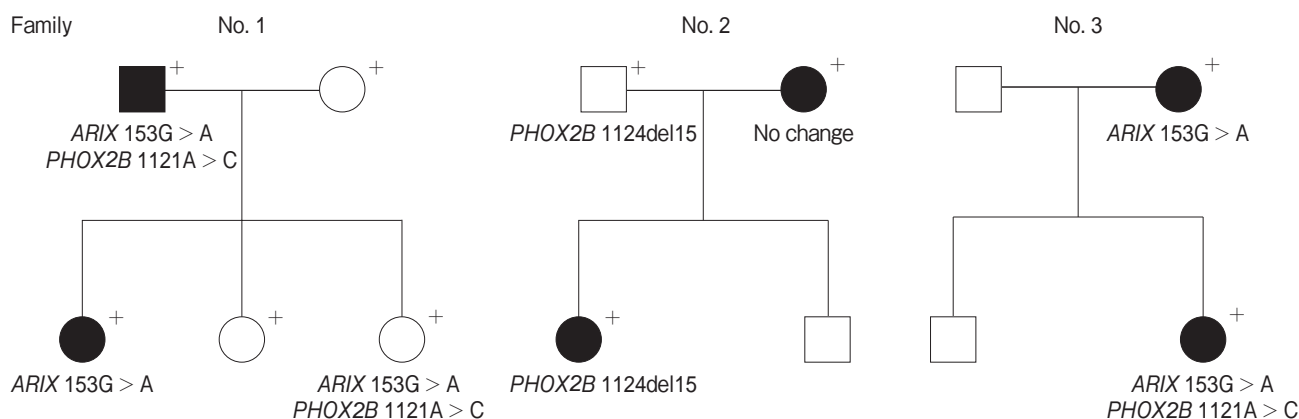 Family No. 1 No. 2 No. 3
+ + + + +
ARIX 153G > A PHOX2B 1124del15 No change ARIX 153G > A
PHOX2B 1121A > C
+ + + + +
ARIX 153G > A ARIX 153G > A PHOX2B 1124del15 ARIX 153G > A
PHOX2B 1121A > C PHOX2B 1121A > C